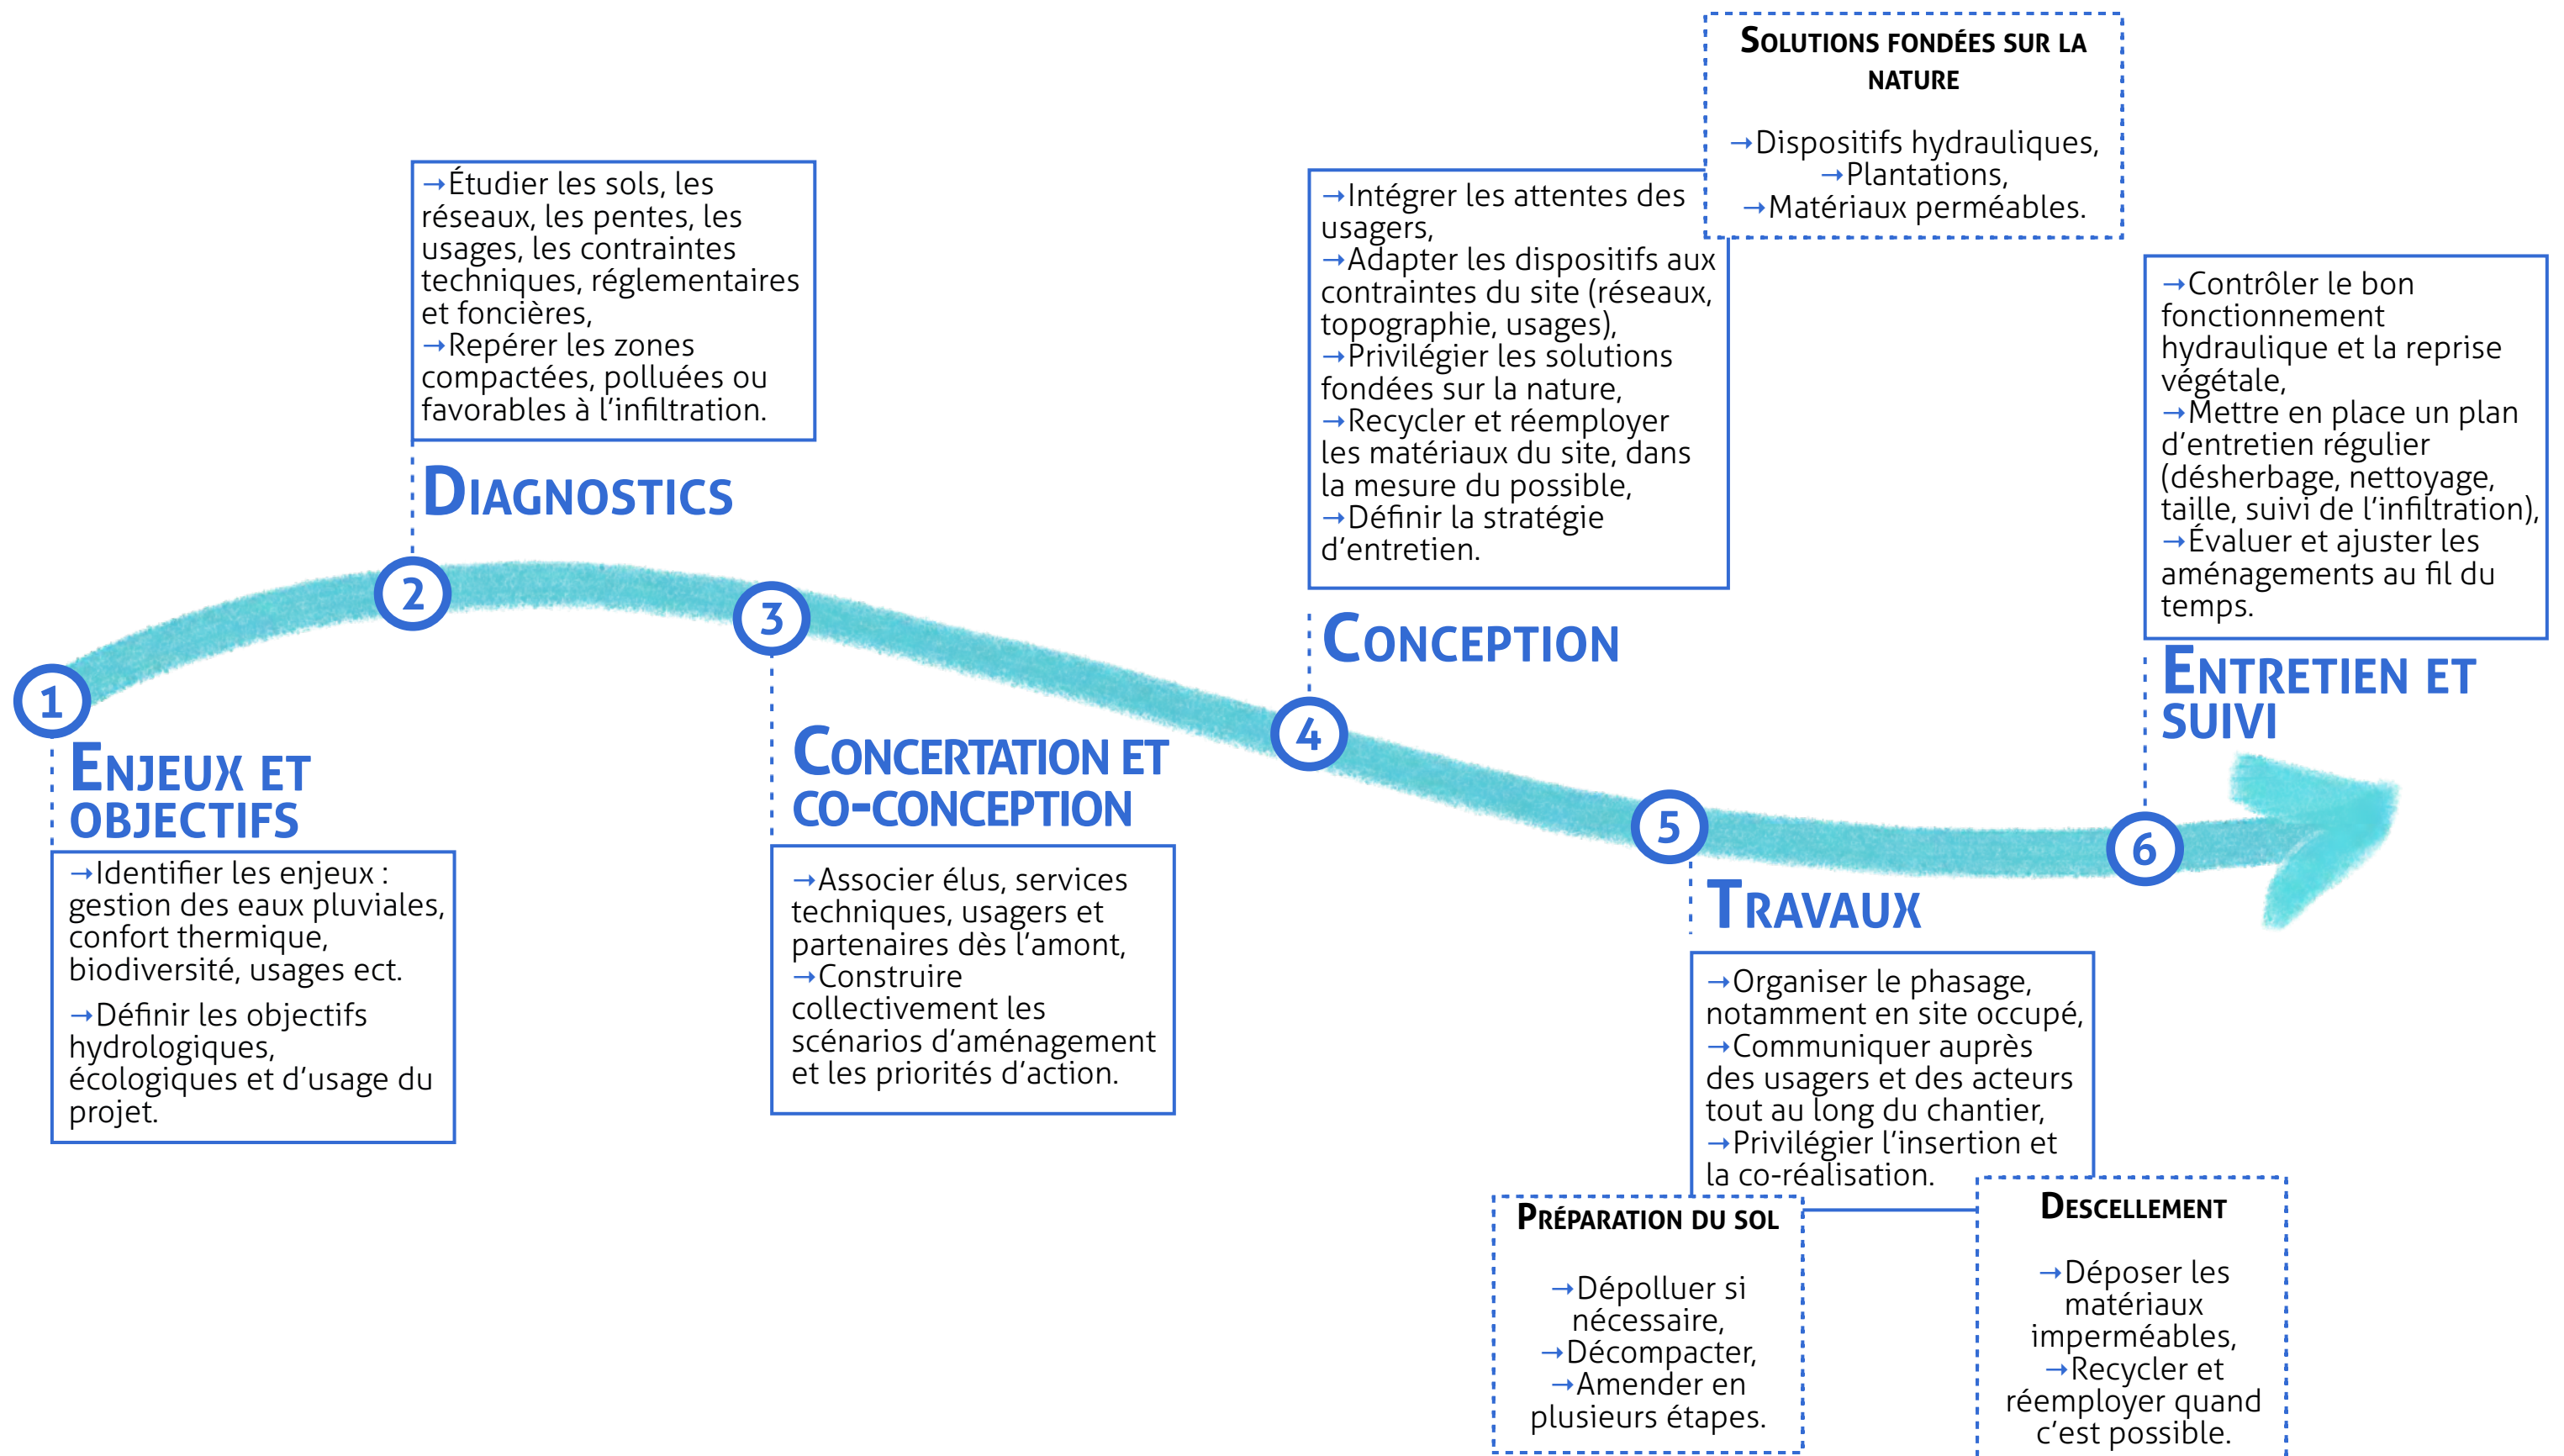 1
ENJEUX ET
OBJECTIFS
→Identifier les enjeux :
gestion des eaux pluviales,
confort thermique,
biodiversité, usages ect.
→Définir les objectifs
hydrologiques,
écologiques et d’usage du
projet.
→Étudier les sols, les
réseaux, les pentes, les
usages, les contraintes
techniques, réglementaires
et foncières,
→Repérer les zones
compactées, polluées ou
favorables à l’infiltration.
DIAGNOSTICS
2
3
CONCERTATION ET
CO-CONCEPTION
→Associer élus, services
techniques, usagers et
partenaires dès l’amont,
→Construire
collectivement les
scénarios d’aménagement
et les priorités d’action.
SOLUTIONS FONDÉES SUR LA
NATURE
→Dispositifs hydrauliques,
→Plantations,
→Matériaux perméables.
→Intégrer les attentes des
usagers,
→Adapter les dispositifs aux
contraintes du site (réseaux,
topographie, usages),
→Privilégier les solutions
fondées sur la nature,
→Recycler et réemployer
les matériaux du site, dans
la mesure du possible,
→Définir la stratégie
d’entretien.
CONCEPTION
4
5
TRAVAUX
→Organiser le phasage,
notamment en site occupé,
→Communiquer auprès
des usagers et des acteurs
tout au long du chantier,
→Privilégier l’insertion et
la co-réalisation.
PRÉPARATION DU SOL
→Dépolluer si
nécessaire,
→Décompacter,
→Amender en
plusieurs étapes.
DESCELLEMENT
→Déposer les
matériaux
imperméables,
→Recycler et
réemployer quand
c’est possible.
→Contrôler le bon
fonctionnement
hydraulique et la reprise
végétale,
→Mettre en place un plan
d’entretien régulier
(désherbage, nettoyage,
taille, suivi de l’infiltration),
→Évaluer et ajuster les
aménagements au fil du
temps.
ENTRETIEN ET
SUIVI
6